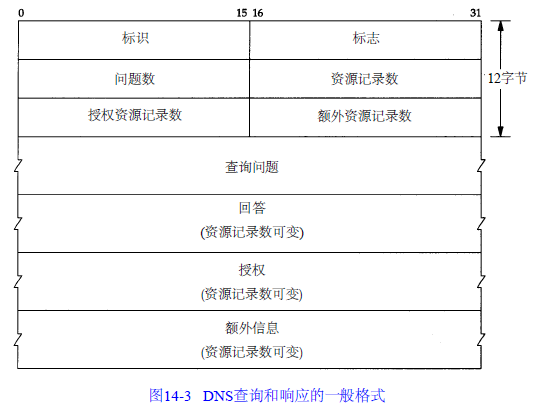 0 15 16 31
标识 标志
问题数 资源记录数
12字节
授权资源记录数 额外资源记录数
查询问题
回答
(资源记录数可变)
授权
(资源记录数可变)
额外信息
(资源记录数可变)
图14-3 DNS查询和响应的一般格式